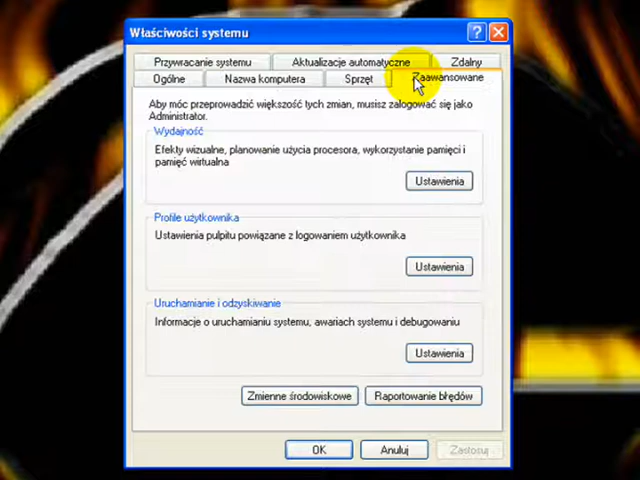 Właściwości systemu
Przywracanie systemu Aktualizacje automatyczne Zdalny
Ogólne Nazwa komputera Sprzęt Zaawansowane
Aby móc przeprowadzić większość tych zmian, musisz zalogować się jako
Administrator.
Wydajność
Efekty wizualne, planowanie użycia procesora, wykorzystanie pamięci i
pamięć wirtualna
Ustawienia
Profile użytkownika
Ustawienia pulpitu powiązane z logowaniem użytkownika
Ustawienia
Uruchamianie i odzyskiwanie
Informacje o uruchamianiu systemu, awariach systemu i debugowaniu
Ustawienia
Zmienne środowiskowe Raportowanie błędów
OK Anuluj Zastosuj